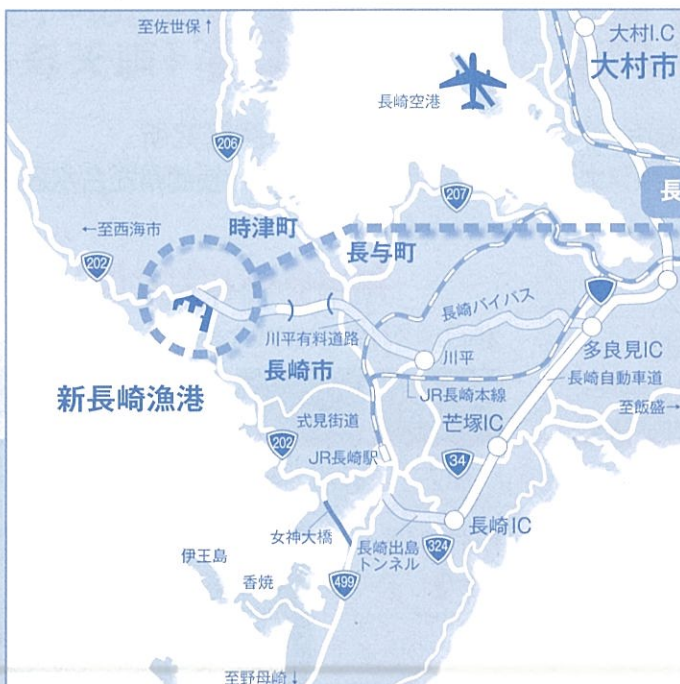 至佐世保↑
大村I.C
大村市
長崎空港
206
207
長
←至西海市
時津町
長与町
202
長崎バイパス
川平有料道路
川平
多良見IC
長崎市
長崎自動車道
JR長崎本線
新長崎漁港
至飯盛→
式見街道
芒塚IC
202
JR長崎駅
34
長崎IC
女神大橋
長崎出島
トンネル
324
伊王島
香焼
499
至野母崎↓